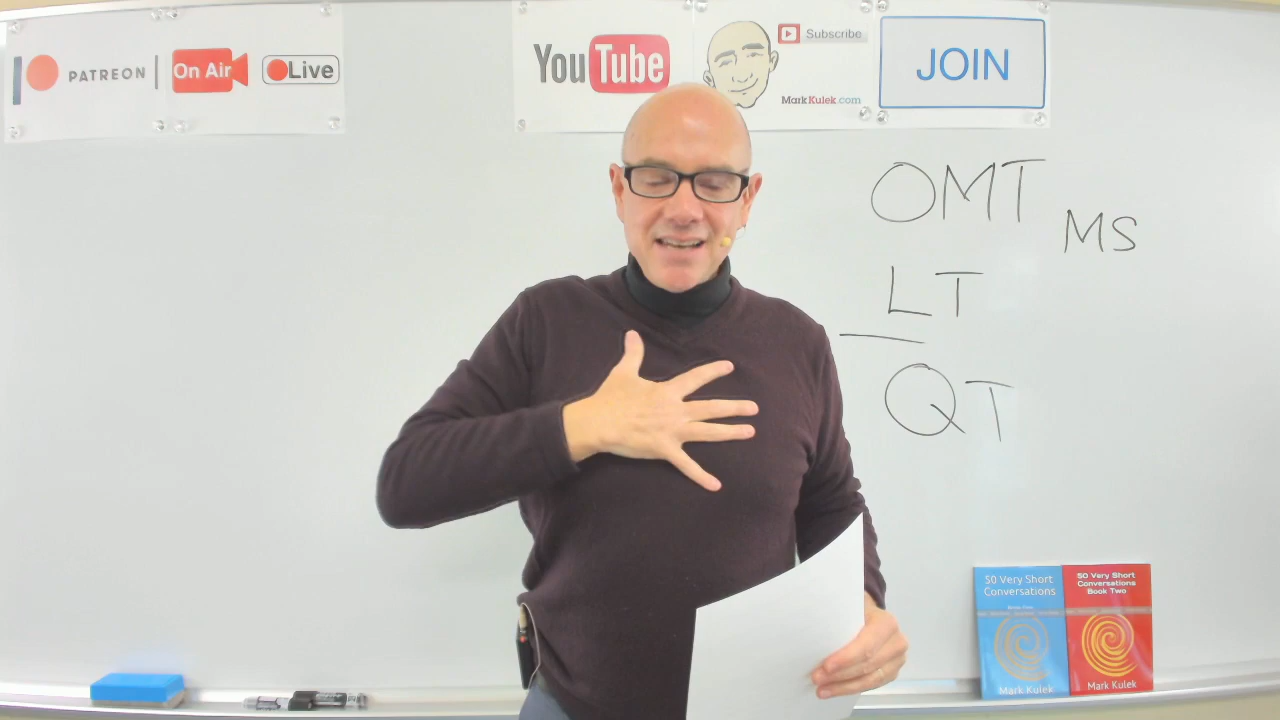 PATREON
On Air
Live
YouTube
Subscribe
MarkKulek.com
JOIN
OMT
MS
LT
QT
50 Very Short
Conversations
Mark Kulek
50 Very Short
Conversations
Book Two
Mark Kulek